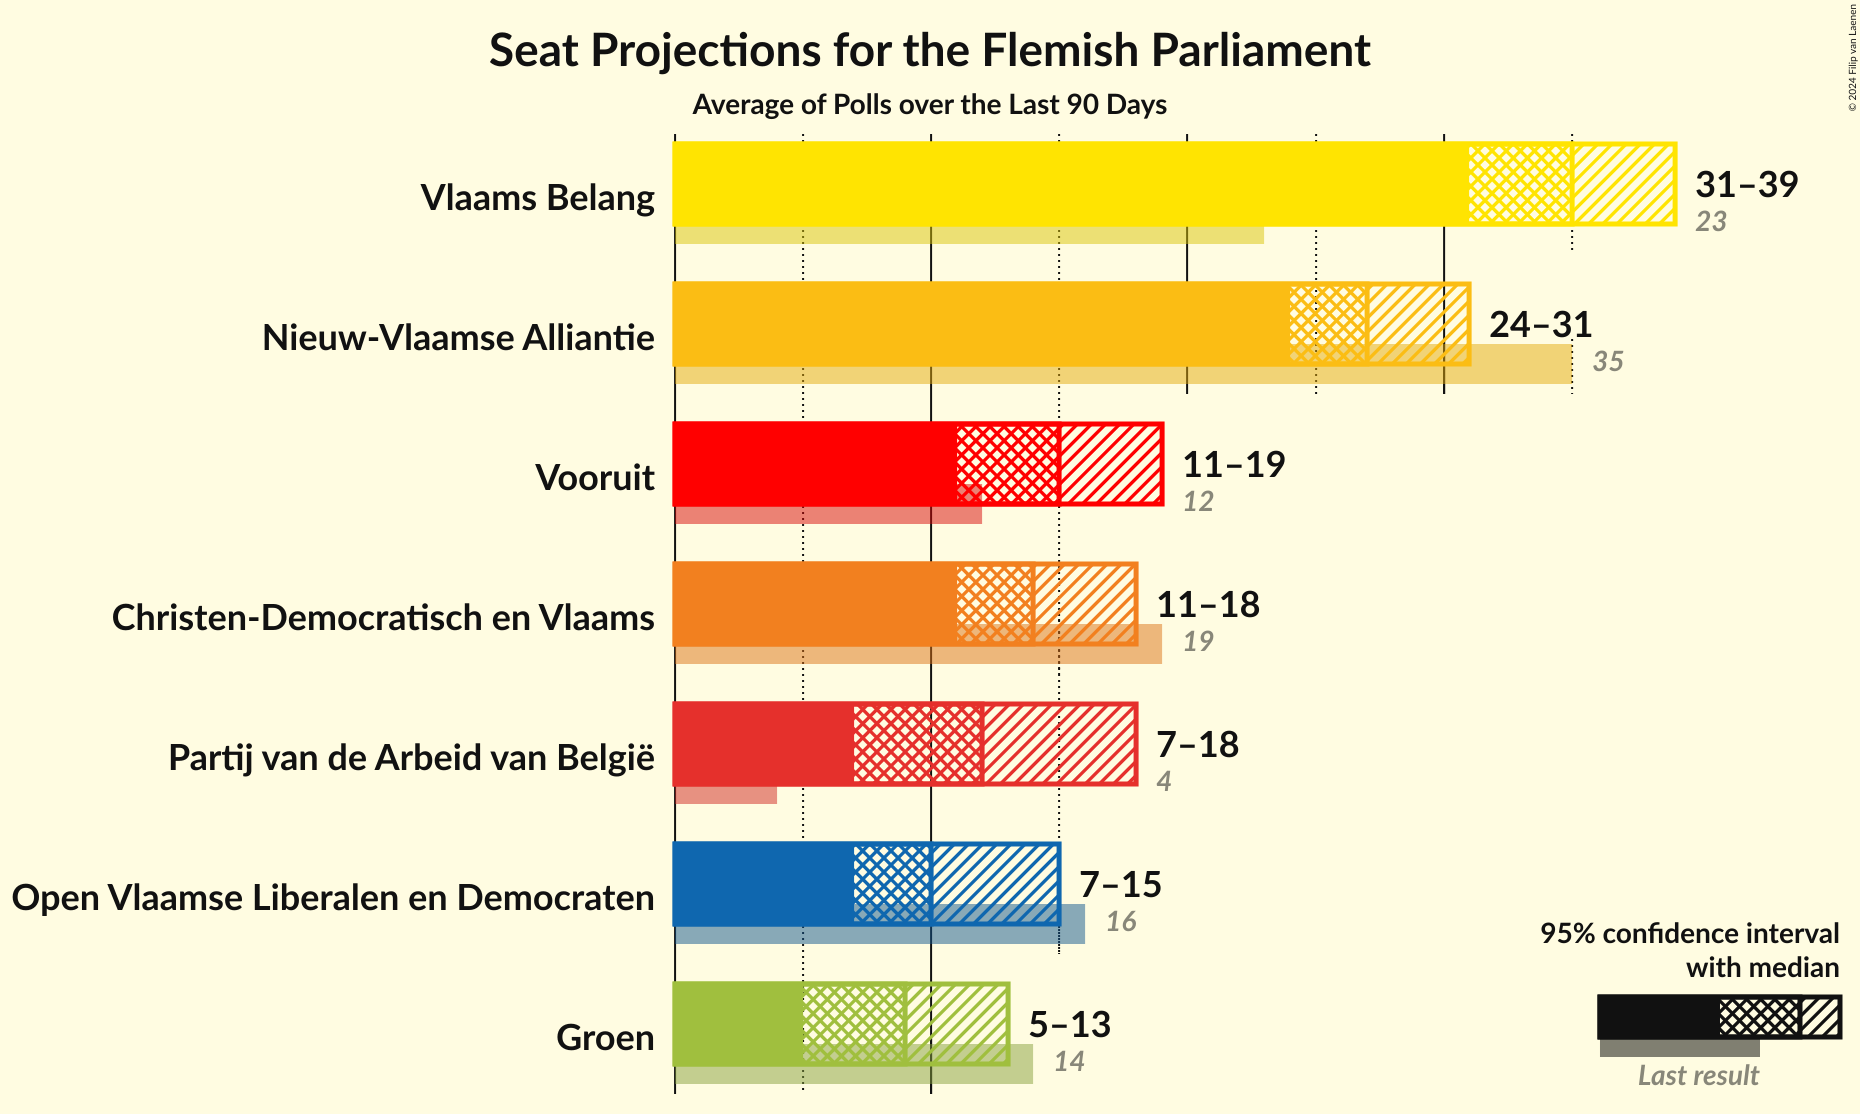 Seat Projections for the Flemish Parliament
Average of Polls over the Last 90 Days
© 2024 Filip van Laenen
Vlaams Belang
31–39
23
Nieuw-Vlaamse Alliantie
24–31
35
Vooruit
11–19
12
Christen-Democratisch en Vlaams
11–18
19
Partij van de Arbeid van België
7–18
4
Open Vlaamse Liberalen en Democraten
7–15
16
Groen
5–13
14
95% confidence interval
with median
Last result